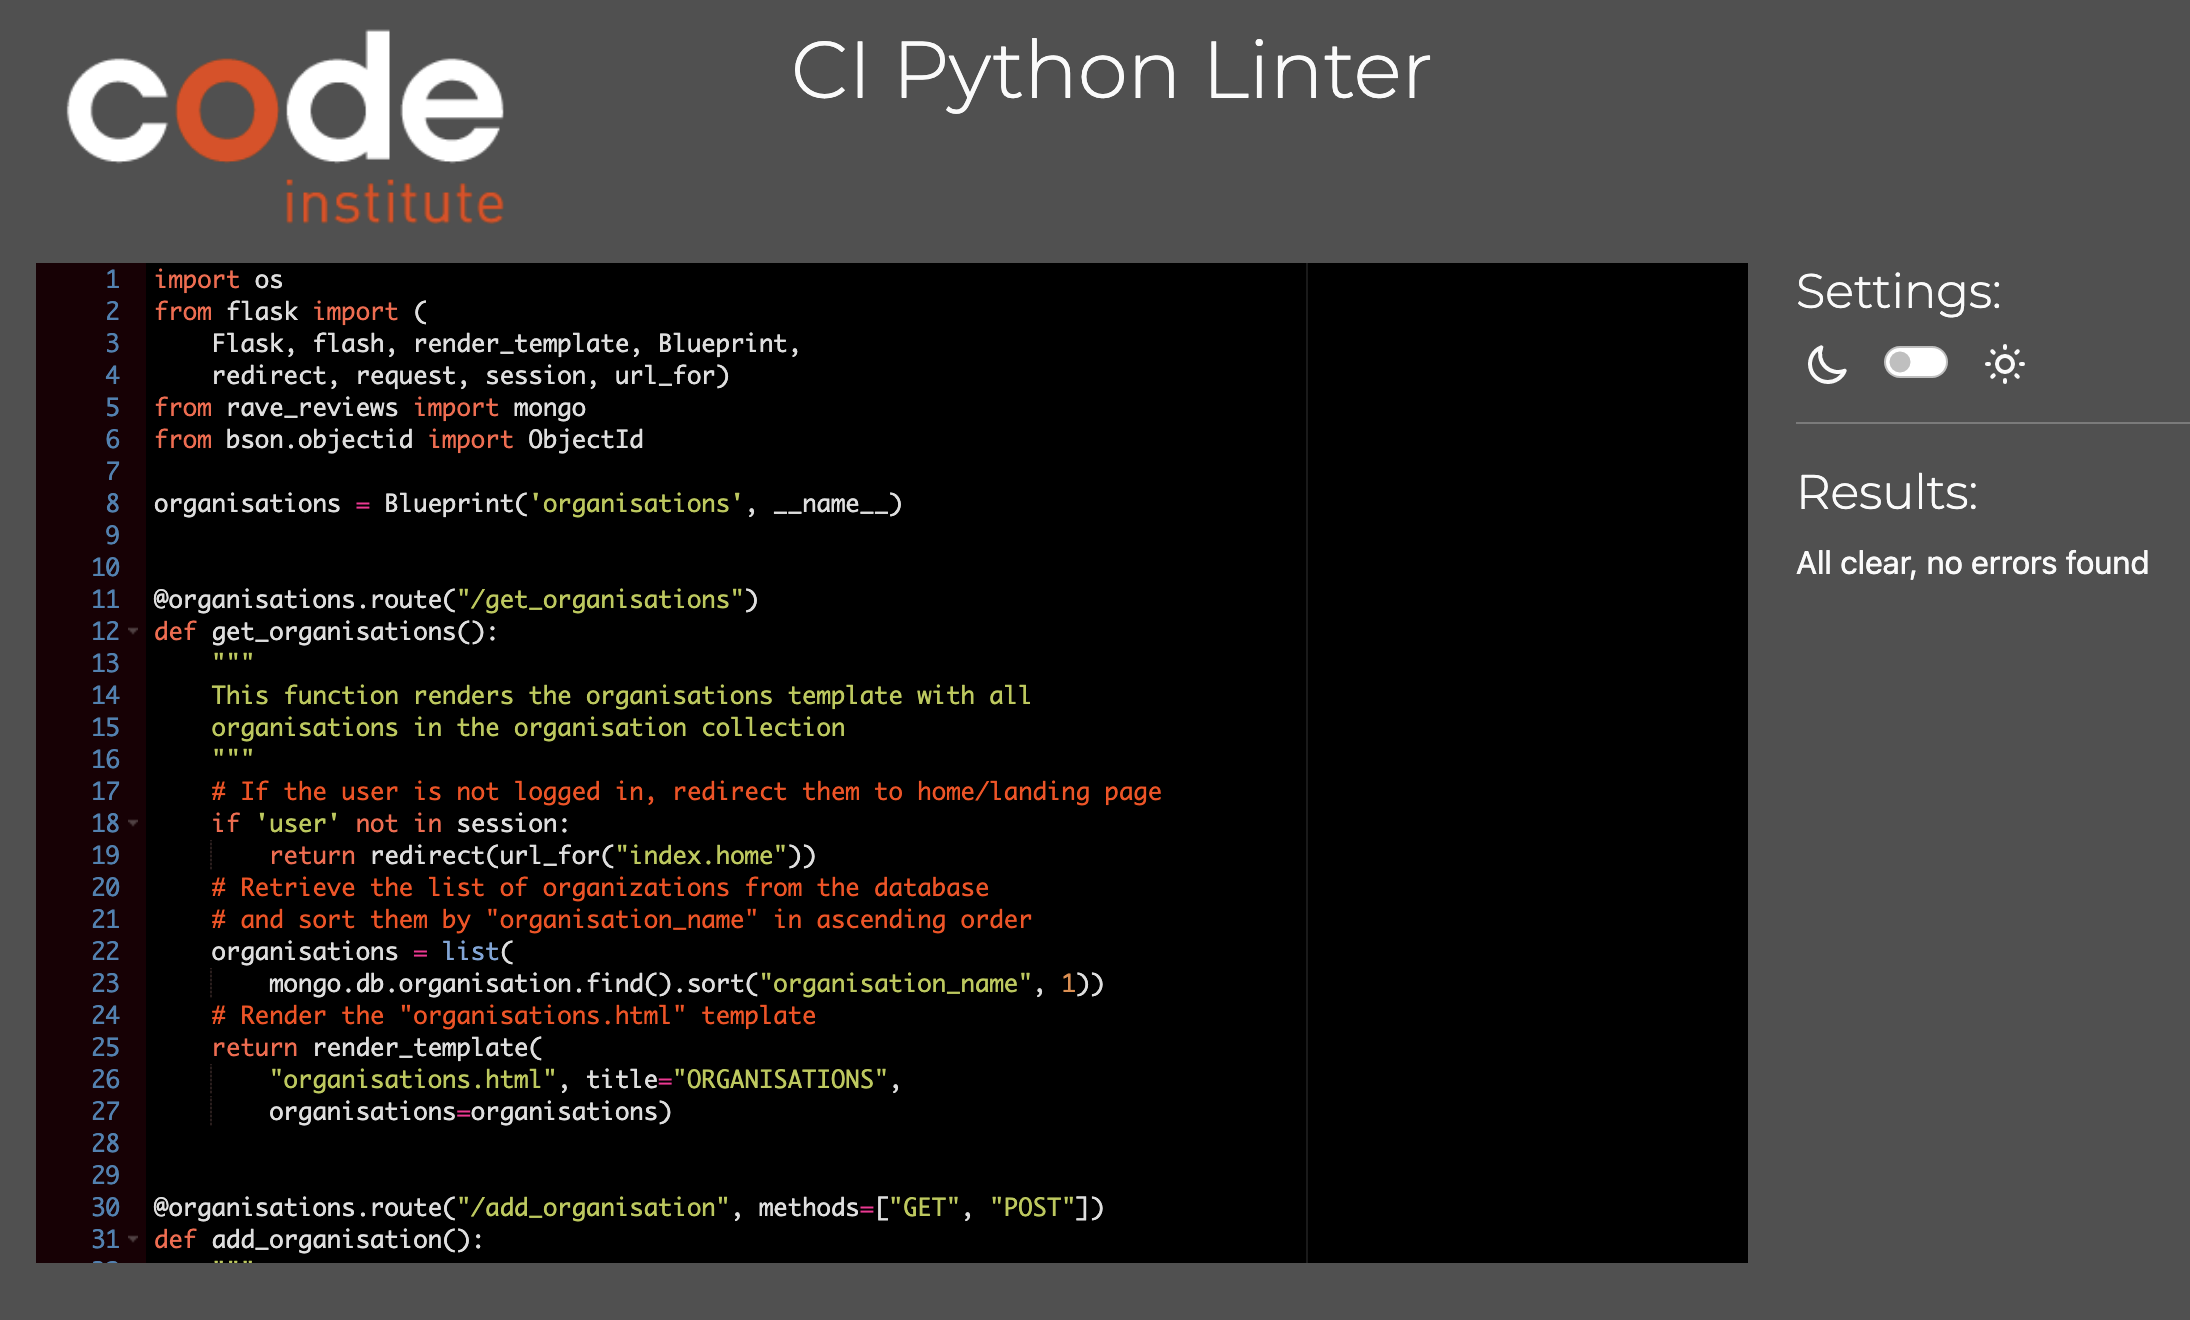 code
institute
CI Python Linter
1 import os
2 from flask import (
3     Flask, flash, render_template, Blueprint,
4     redirect, request, session, url_for)
5 from rave_reviews import mongo
6 from bson.objectid import ObjectId
7
8 organisations = Blueprint('organisations', __name__)
9
10
11 @organisations.route("/get_organisations")
12 def get_organisations():
13     """
14     This function renders the organisations template with all
15     organisations in the organisation collection
16     """
17     # If the user is not logged in, redirect them to home/landing page
18     if 'user' not in session:
19         return redirect(url_for("index.home"))
20     # Retrieve the list of organizations from the database
21     # and sort them by "organisation_name" in ascending order
22     organisations = list(
23         mongo.db.organisation.find().sort("organisation_name", 1))
24     # Render the "organisations.html" template
25     return render_template(
26         "organisations.html", title="ORGANISATIONS",
27         organisations=organisations)
28
29
30 @organisations.route("/add_organisation", methods=["GET", "POST"])
31 def add_organisation():
Settings:
Results:
All clear, no errors found